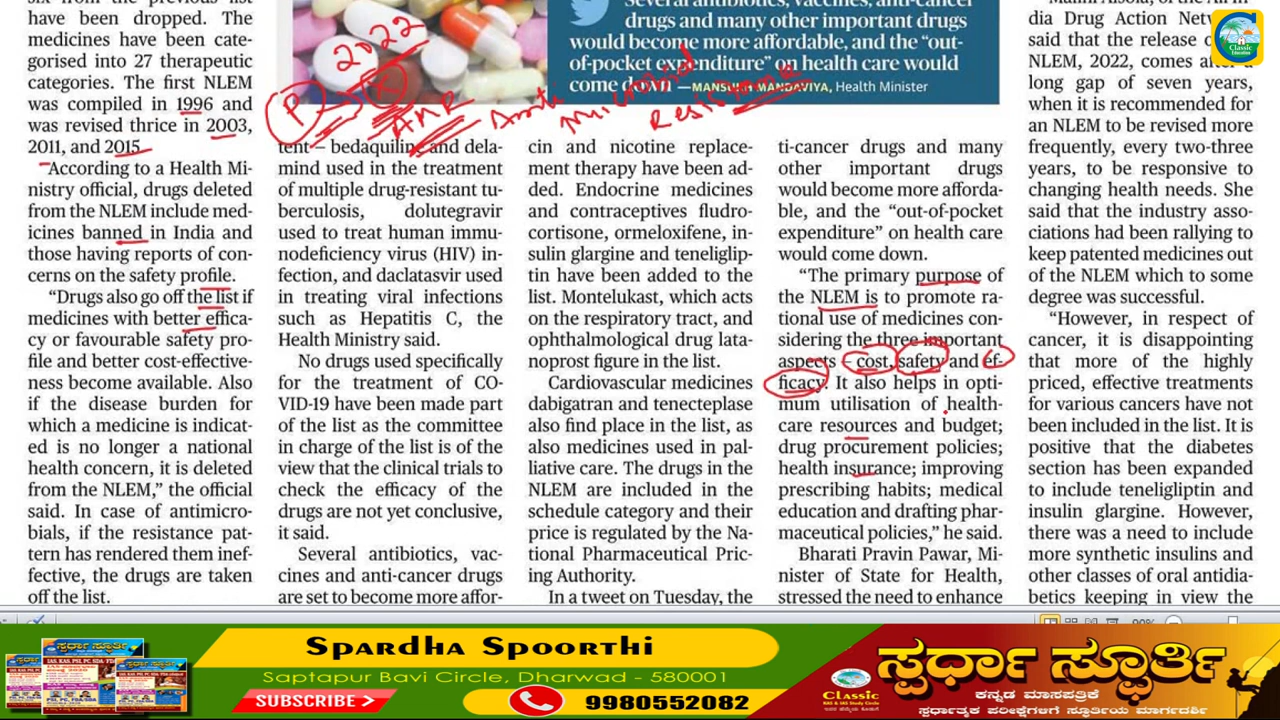 six from the previous list
have been dropped. The
medicines have been cate-
gorised into 27 therapeutic
categories. The first NLEM
was compiled in 1996 and
was revised thrice in 2003,
2011, and 2015.
According to a Health Mi-
nistry official, drugs deleted
from the NLEM include med-
icines banned in India and
those having reports of con-
cerns on the safety profile.
"Drugs also go off the list if
medicines with better effica-
cy or favourable safety pro-
file and better cost-effective-
ness become available. Also
if the disease burden for
which a medicine is indicat-
ed is no longer a national
health concern, it is deleted
from the NLEM," the official
said. In case of antimicro-
bials, if the resistance pat-
tern has rendered them inef-
fective, the drugs are taken
off the list.
Several antibiotics, vaccines, anti-cancer
drugs and many other important drugs
would become more affordable, and the "out-
of-pocket expenditure" on health care would
come down —MANSUKH MANDAVIYA, Health Minister
2022
P
AMR
tent— bedaquiline and dela-
mind used in the treatment
of multiple drug-resistant tu-
berculosis, dolutegravir
used to treat human immu-
nodeficiency virus (HIV) in-
fection, and daclatasvir used
in treating viral infections
such as Hepatitis C, the
Health Ministry said.
No drugs used specifically
for the treatment of CO-
VID-19 have been made part
of the list as the committee
in charge of the list is of the
view that the clinical trials to
check the efficacy of the
drugs are not yet conclusive,
it said.
Several antibiotics, vac-
cines and anti-cancer drugs
are set to become more affor-
cin and nicotine replace-
ment therapy have been ad-
ded. Endocrine medicines
and contraceptives fludro-
cortisone, ormeloxifene, in-
sulin glargine and teneliglip-
tin have been added to the
list. Montelukast, which acts
on the respiratory tract, and
ophthalmological drug lata-
noprost figure in the list.
Cardiovascular medicines
dabigatran and tenecteplase
also find place in the list, as
also medicines used in pal-
liative care. The drugs in the
NLEM are included in the
schedule category and their
price is regulated by the Na-
tional Pharmaceutical Pric-
ing Authority.
In a tweet on Tuesday, the
ti-cancer drugs and many
other important drugs
would become more afforda-
ble, and the "out-of-pocket
expenditure" on health care
would come down.
"The primary purpose of
the NLEM is to promote ra-
tional use of medicines con-
sidering the three important
aspects cost, safety and ef-
ficacy. It also helps in opti-
mum utilisation of health-
care resources and budget;
drug procurement policies;
health insurance; improving
prescribing habits; medical
education and drafting phar-
maceutical policies," he said.
Bharati Pravin Pawar, Mi-
nister of State for Health,
stressed the need to enhance
dia Drug Action Netw
said that the release
NLEM, 2022, comes after a
long gap of seven years,
when it is recommended for
an NLEM to be revised more
frequently, every two-three
years, to be responsive to
changing health needs. She
said that the industry asso-
ciations had been rallying to
keep patented medicines out
of the NLEM which to some
degree was successful.
"However, in respect of
cancer, it is disappointing
that more of the highly
priced, effective treatments
for various cancers have not
been included in the list. It is
positive that the diabetes
section has been expanded
to include teneligliptin and
insulin glargine. However,
there was a need to include
more synthetic insulins and
other classes of oral antidia-
betics keeping in view the
Classic
Education
SPARDHA SPOORTHI
Saptapur Bavi Circle, Dharwad - 580001
SUBSCRIBE
9980552082
ಸ್ಪರ್ಧಾ ಸ್ಫೂರ್ತಿ
ಕನ್ನಡ ಮಾಸಪತ್ರಿಕೆ
ಸ್ಪರ್ಧಾತ್ಮಕ ಪರೀಕ್ಷೆಗಳಿಗೆ ಸ್ಫೂರ್ತಿಯ ಮಾರ್ಗದರ್ಶಿ
Classic
KAS & IAS Study Circle